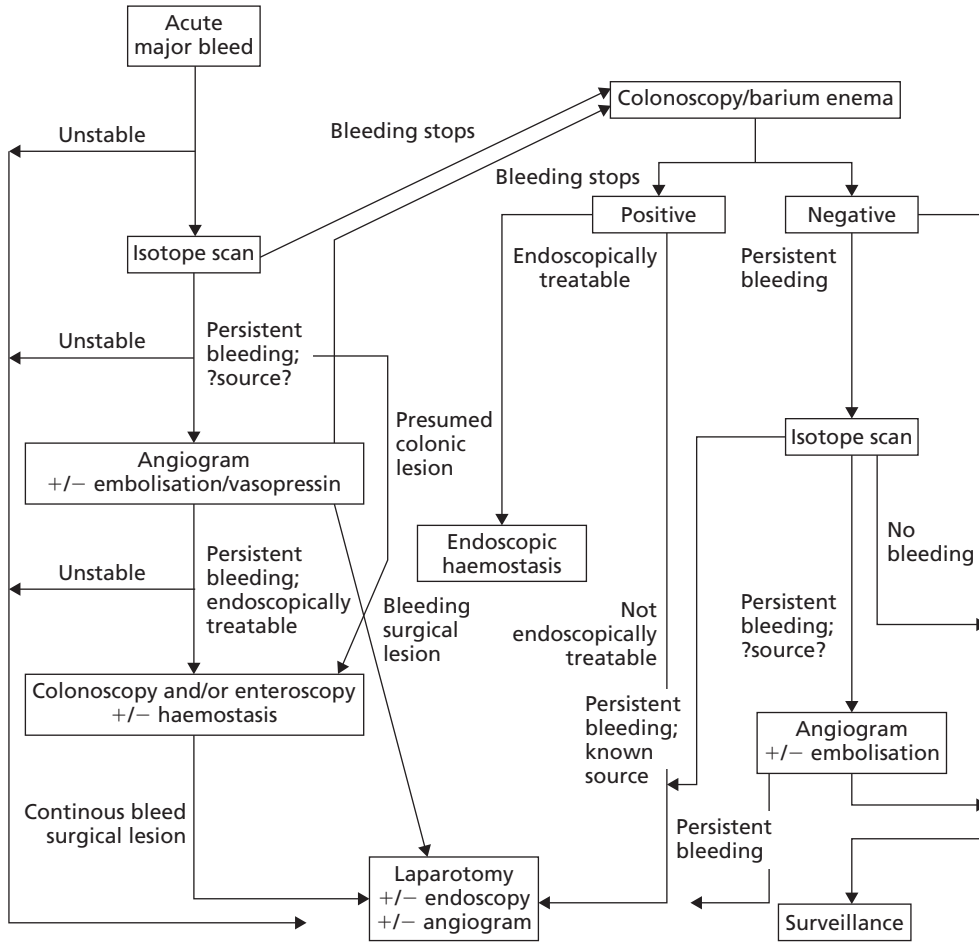 Acute
major bleed
Unstable
Bleeding stops
Colonoscopy/barium enema
Bleeding stops
Isotope scan
Positive
Negative
Endoscopically
treatable
Persistent
bleeding
Unstable
Persistent
bleeding;
?source?
Presumed
colonic
lesion
Isotope scan
Angiogram
+/− embolisation/vasopressin
Endoscopic
haemostasis
No
bleeding
Unstable
Persistent
bleeding;
endoscopically
treatable
Bleeding
surgical
lesion
Not
endoscopically
treatable
Persistent
bleeding;
?source?
Colonoscopy and/or enteroscopy
+/− haemostasis
Persistent
bleeding;
known
source
Angiogram
+/− embolisation
Continous bleed
surgical lesion
Persistent
bleeding
Laparotomy
+/− endoscopy
+/− angiogram
Surveillance